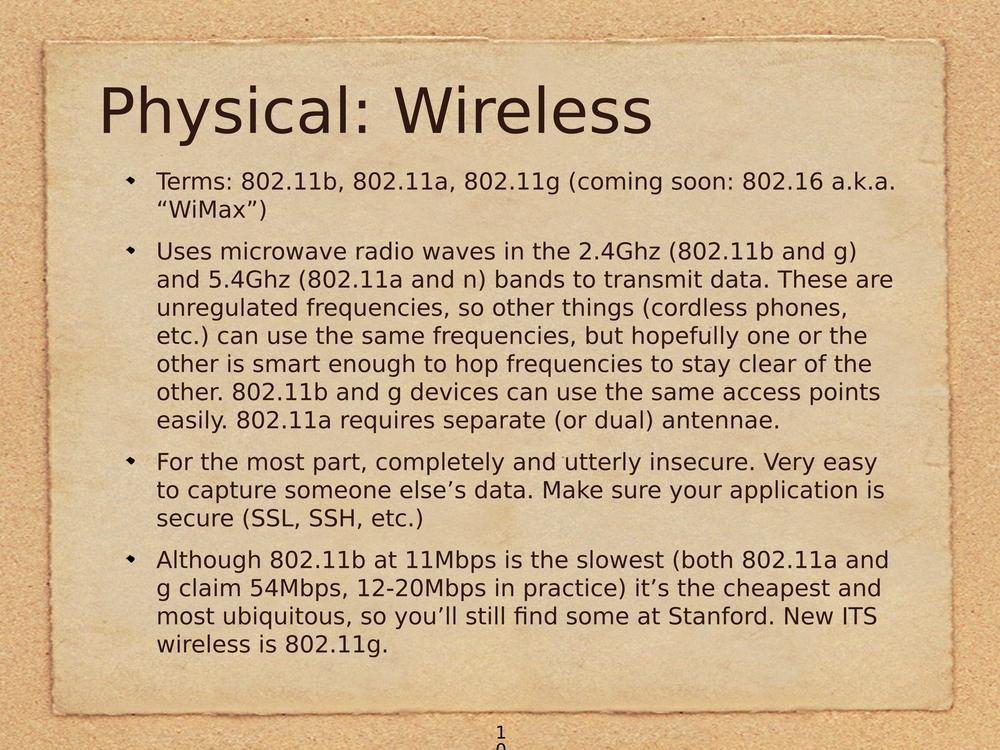 Physical: Wireless
Terms: 802.11b, 802.11a, 802.11g (coming soon: 802.16 a.k.a.
“WiMax”)
Uses microwave radio waves in the 2.4Ghz (802.11b and g)
and 5.4Ghz (802.11a and n) bands to transmit data. These are
unregulated frequencies, so other things (cordless phones,
etc.) can use the same frequencies, but hopefully one or the
other is smart enough to hop frequencies to stay clear of the
other. 802.11b and g devices can use the same access points
easily. 802.11a requires separate (or dual) antennae.
For the most part, completely and utterly insecure. Very easy
to capture someone else’s data. Make sure your application is
secure (SSL, SSH, etc.)
Although 802.11b at 11Mbps is the slowest (both 802.11a and
g claim 54Mbps, 12-20Mbps in practice) it’s the cheapest and
most ubiquitous, so you’ll still find some at Stanford. New ITS
wireless is 802.11g.
1
0